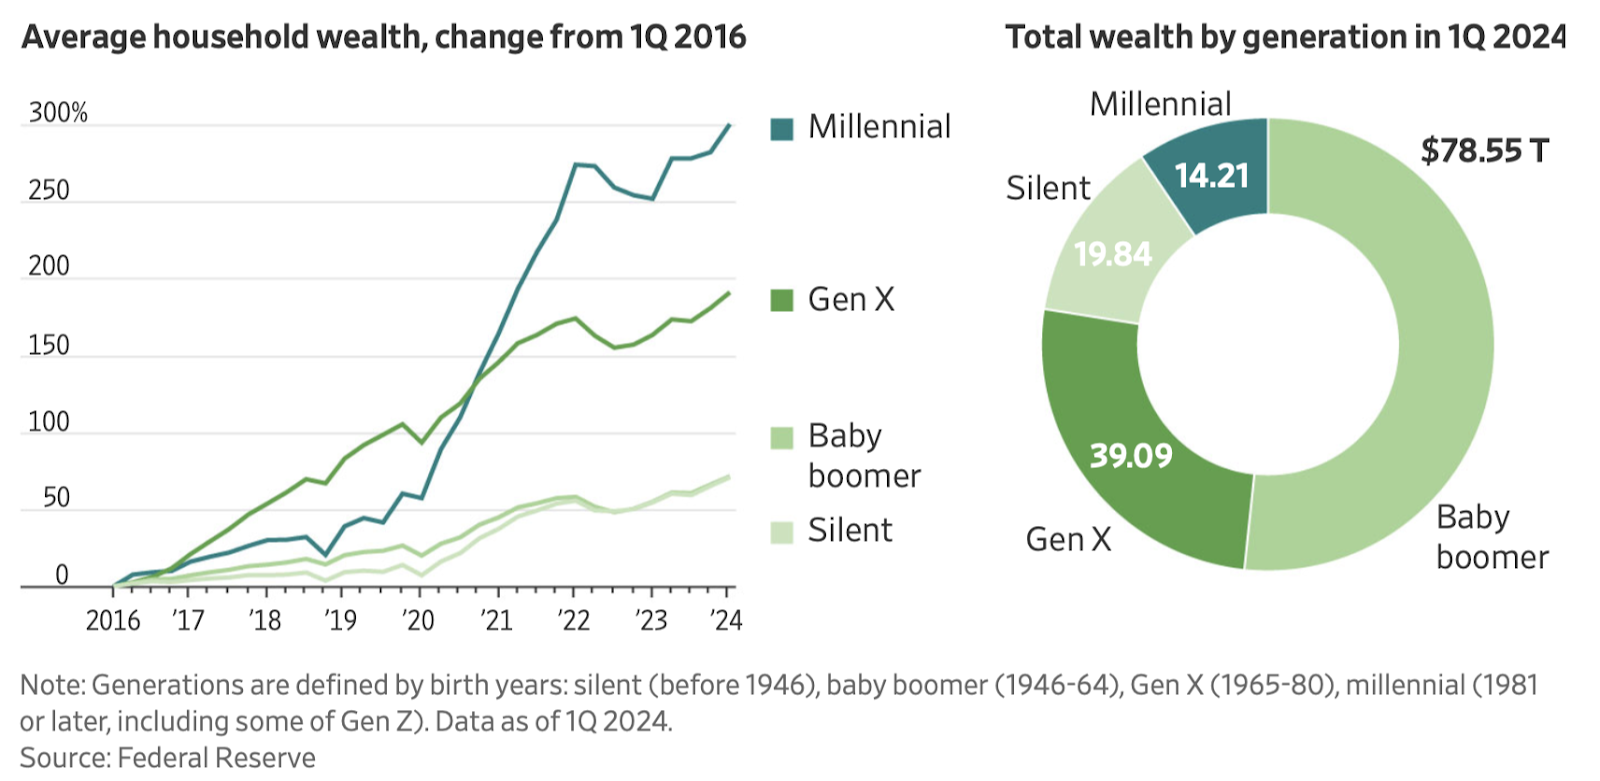 Average household wealth, change from 1Q 2016
300%
250
200
150
100
50
0
2016 '17 '18 '19 '20 '21 '22 '23 '24
Millennial
Gen X
Baby
boomer
Silent
Total wealth by generation in 1Q 2024
Millennial
$78.55 T
14.21
Silent
19.84
39.09
Gen X
Baby
boomer
Note: Generations are defined by birth years: silent (before 1946), baby boomer (1946-64), Gen X (1965-80), millennial (1981
or later, including some of Gen Z). Data as of 1Q 2024.
Source: Federal Reserve